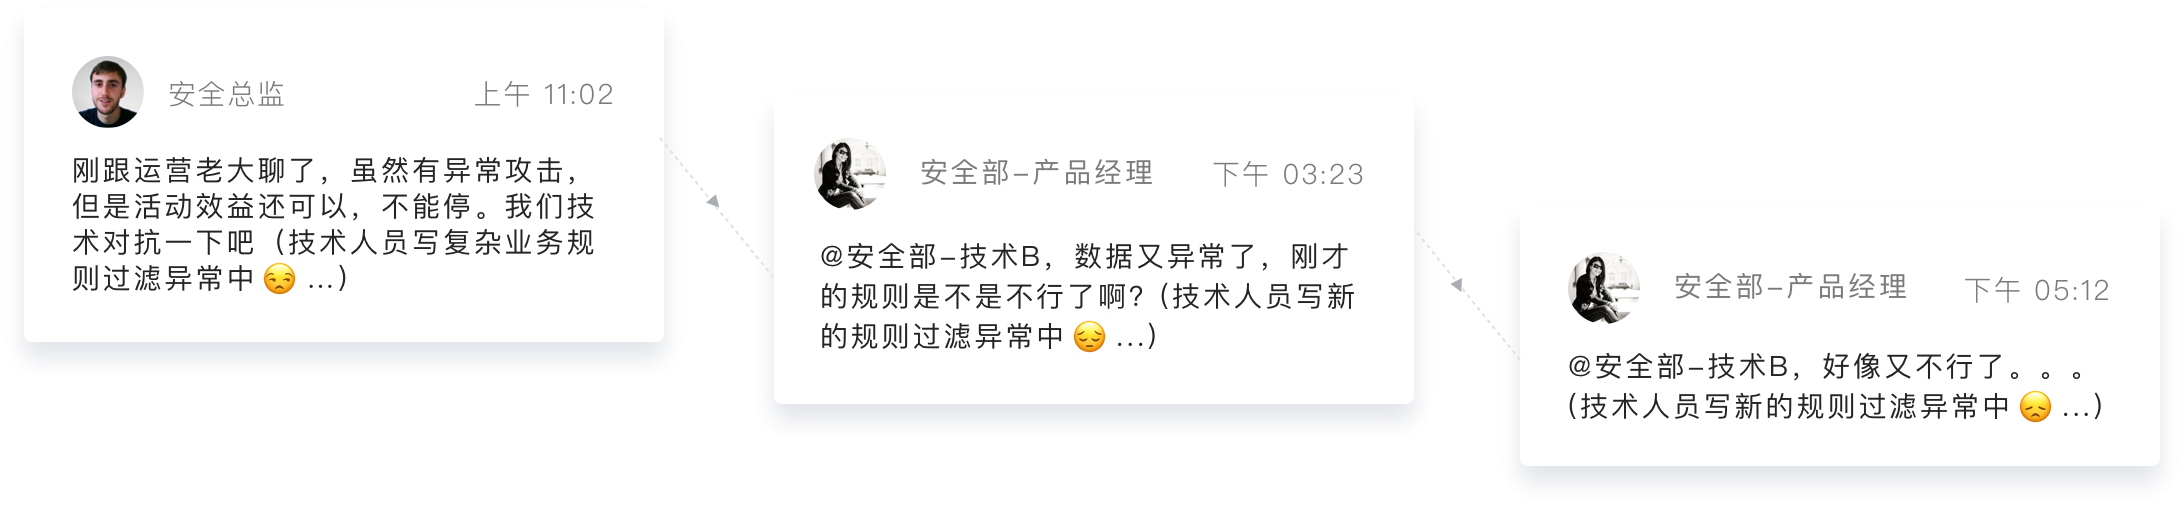 安全总监 上午 11:02
刚跟运营老大聊了，虽然有异常攻击，
但是活动效益还可以，不能停。我们技
术对抗一下吧（技术人员写复杂业务规
则过滤异常中 😒 ...）
安全部-产品经理 下午 03:23
@安全部-技术B，数据又异常了，刚才
的规则是不是不行了啊？（技术人员写新
的规则过滤异常中 😔 ...）
安全部-产品经理 下午 05:12
@安全部-技术B，好像又不行了。。。
（技术人员写新的规则过滤异常中 😞 ...）